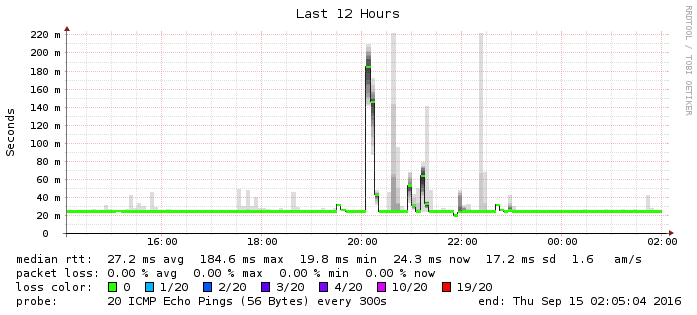 Last 12 Hours
RRDTOOL / TOBI OETIKER
Seconds
220 m
200 m
180 m
160 m
140 m
120 m
100 m
80 m
60 m
40 m
20 m
0
16:00 18:00 20:00 22:00 00:00 02:00
median rtt: 27.2 ms avg 184.6 ms max 19.8 ms min 24.3 ms now 17.2 ms sd 1.6 am/s
packet loss: 0.00 % avg 0.00 % max 0.00 % min 0.00 % now
loss color: 0 1/20 2/20 3/20 4/20 10/20 19/20
probe: 20 ICMP Echo Pings (56 Bytes) every 300s end: Thu Sep 15 02:05:04 2016